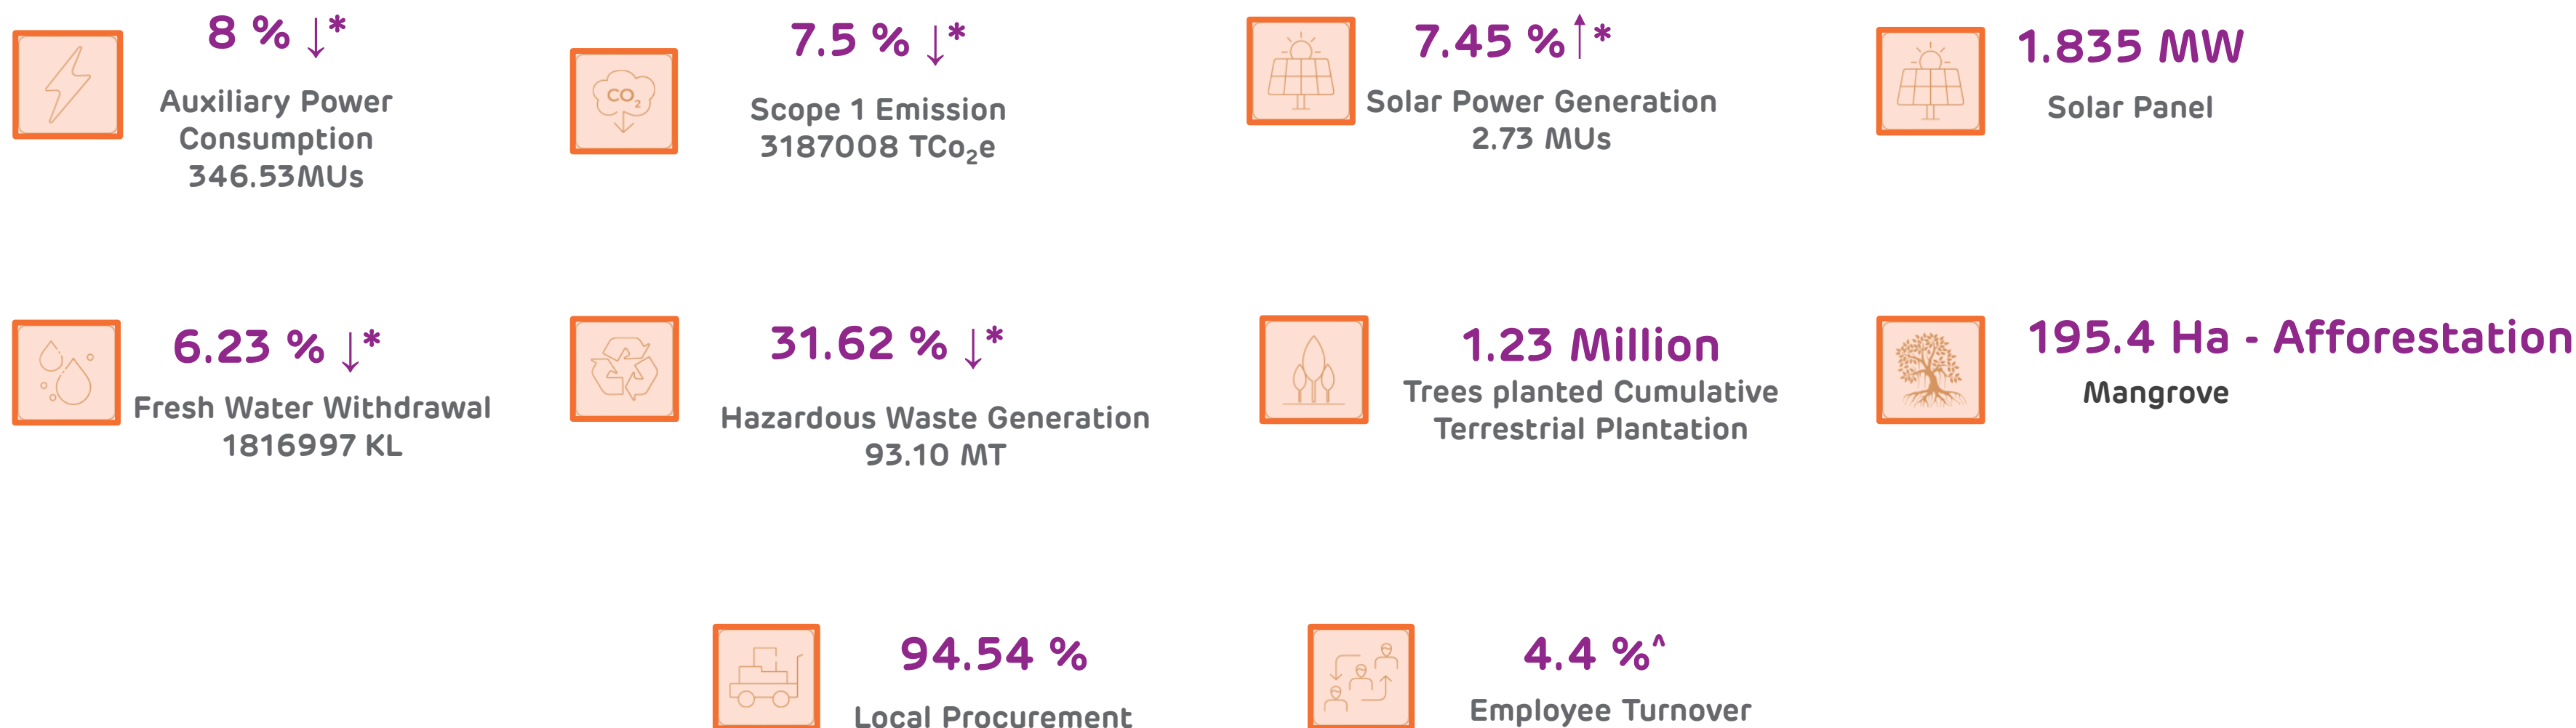 8 % ↓*
Auxiliary Power
Consumption
346.53MUs
CO₂
7.5 % ↓*
Scope 1 Emission
3187008 TCo₂e
7.45 %↑*
Solar Power Generation
2.73 MUs
1.835 MW
Solar Panel
6.23 % ↓*
Fresh Water Withdrawal
1816997 KL
31.62 % ↓*
Hazardous Waste Generation
93.10 MT
1.23 Million
Trees planted Cumulative
Terrestrial Plantation
195.4 Ha - Afforestation
Mangrove
94.54 %
Local Procurement
4.4 %^
Employee Turnover